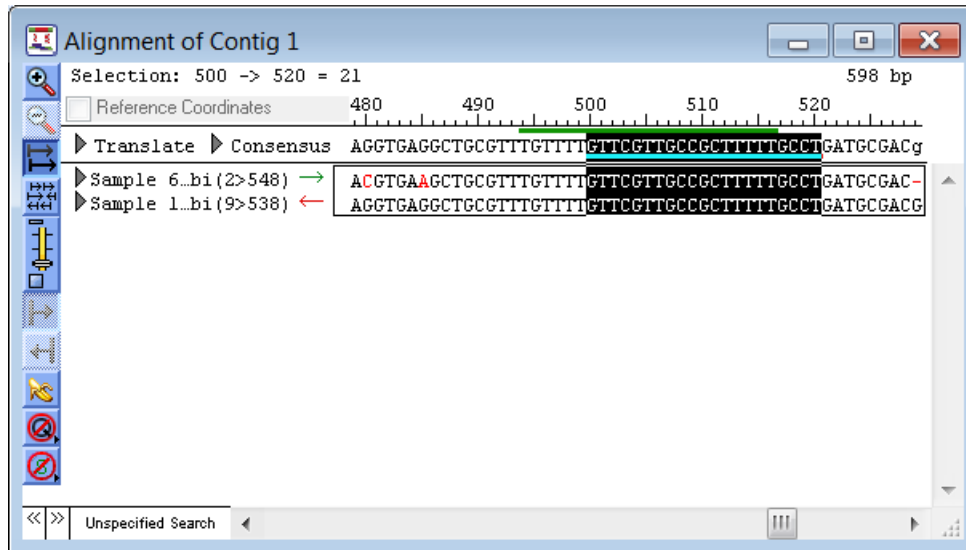 Alignment of Contig 1
Selection: 500 -> 520 = 21 598 bp
Reference Coordinates 480 490 500 510 520
Translate Consensus AGGTGAGGCTGCGTTTGTTTTGTTCGTTGCCGCTTTTTGCCTGATGCGACg
Sample 6…bi(2>548) → ACGTGAAGCTGCGTTTGTTTTGTTCGTTGCCGCTTTTTGCCTGATGCGAC-
Sample 1…bi(9>538) ← AGGTGAGGCTGCGTTTGTTTTGTTCGTTGCCGCTTTTTGCCTGATGCGACG
Unspecified Search